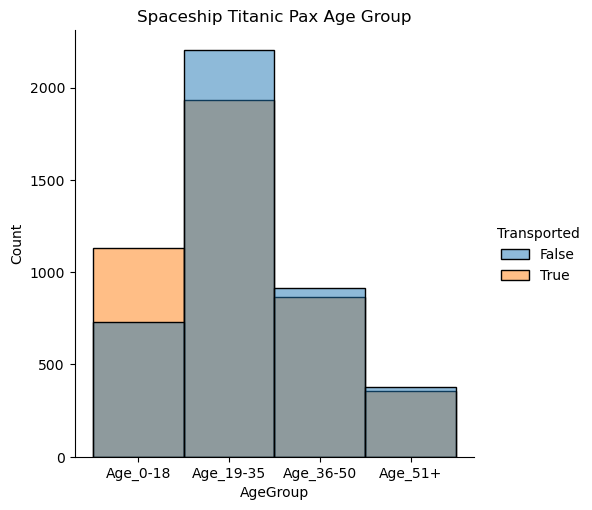 Spaceship Titanic Pax Age Group
Count
2000
1500
1000
500
0
Age_0-18 Age_19-35 Age_36-50 Age_51+
AgeGroup
Transported
False
True